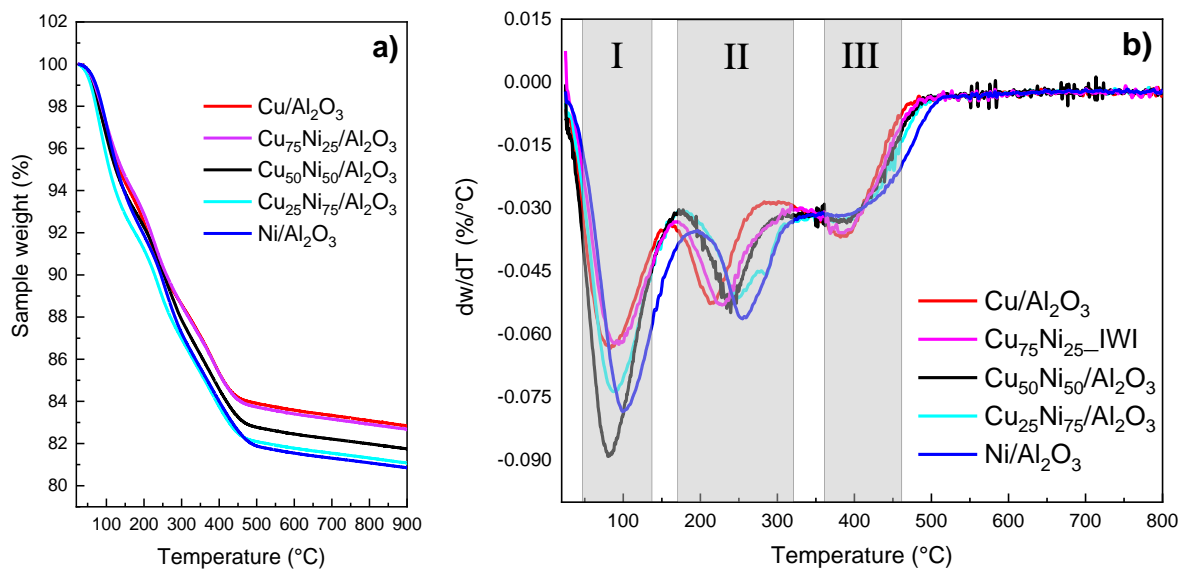 a)
102
100
98
96
94
92
90
88
86
84
82
80
Sample weight (%)
Cu/Al₂O₃
Cu₇₅Ni₂₅/Al₂O₃
Cu₅₀Ni₅₀/Al₂O₃
Cu₂₅Ni₇₅/Al₂O₃
Ni/Al₂O₃
100 200 300 400 500 600 700 800 900
Temperature (°C)
b)
I II III
0.015
0.000
-0.015
-0.030
-0.045
-0.060
-0.075
-0.090
dw/dT (%/°C)
Cu/Al₂O₃
Cu₇₅Ni₂₅_IWI
Cu₅₀Ni₅₀/Al₂O₃
Cu₂₅Ni₇₅/Al₂O₃
Ni/Al₂O₃
100 200 300 400 500 600 700 800
Temperature (°C)